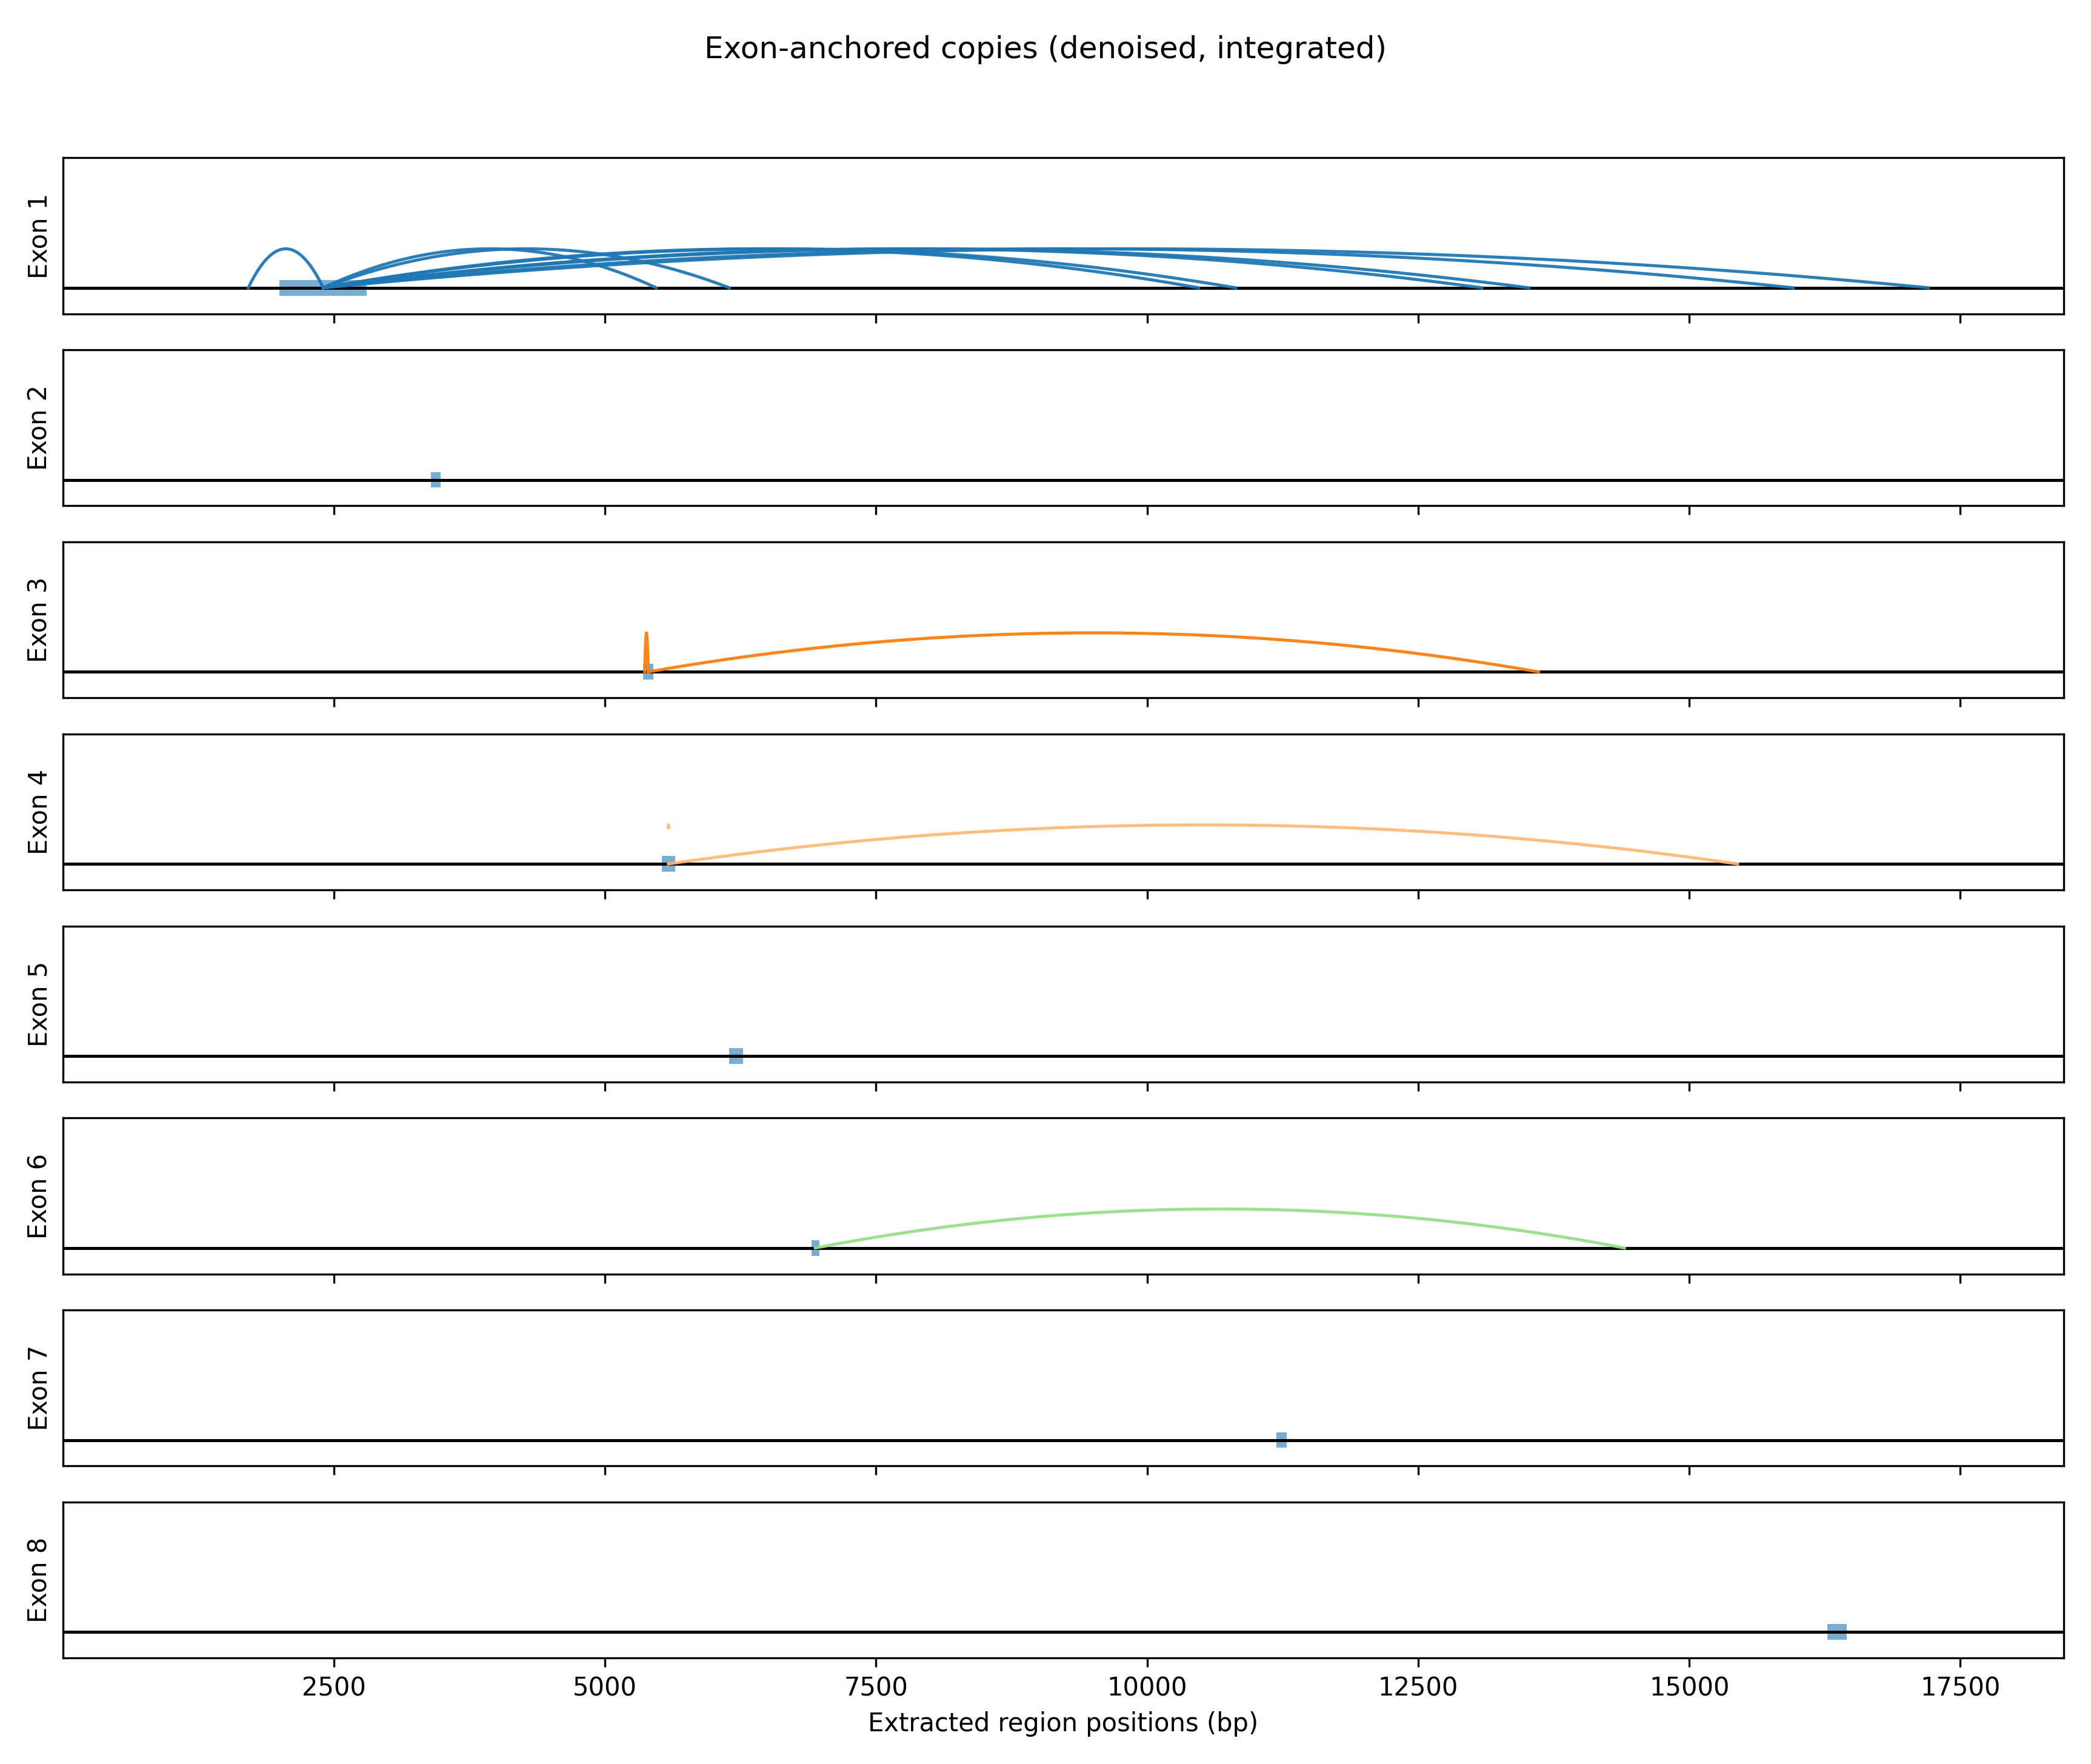 Exon-anchored copies (denoised, integrated)
Exon 1
Exon 2
Exon 3
Exon 4
Exon 5
Exon 6
Exon 7
Exon 8
2500 5000 7500 10000 12500 15000 17500
Extracted region positions (bp)